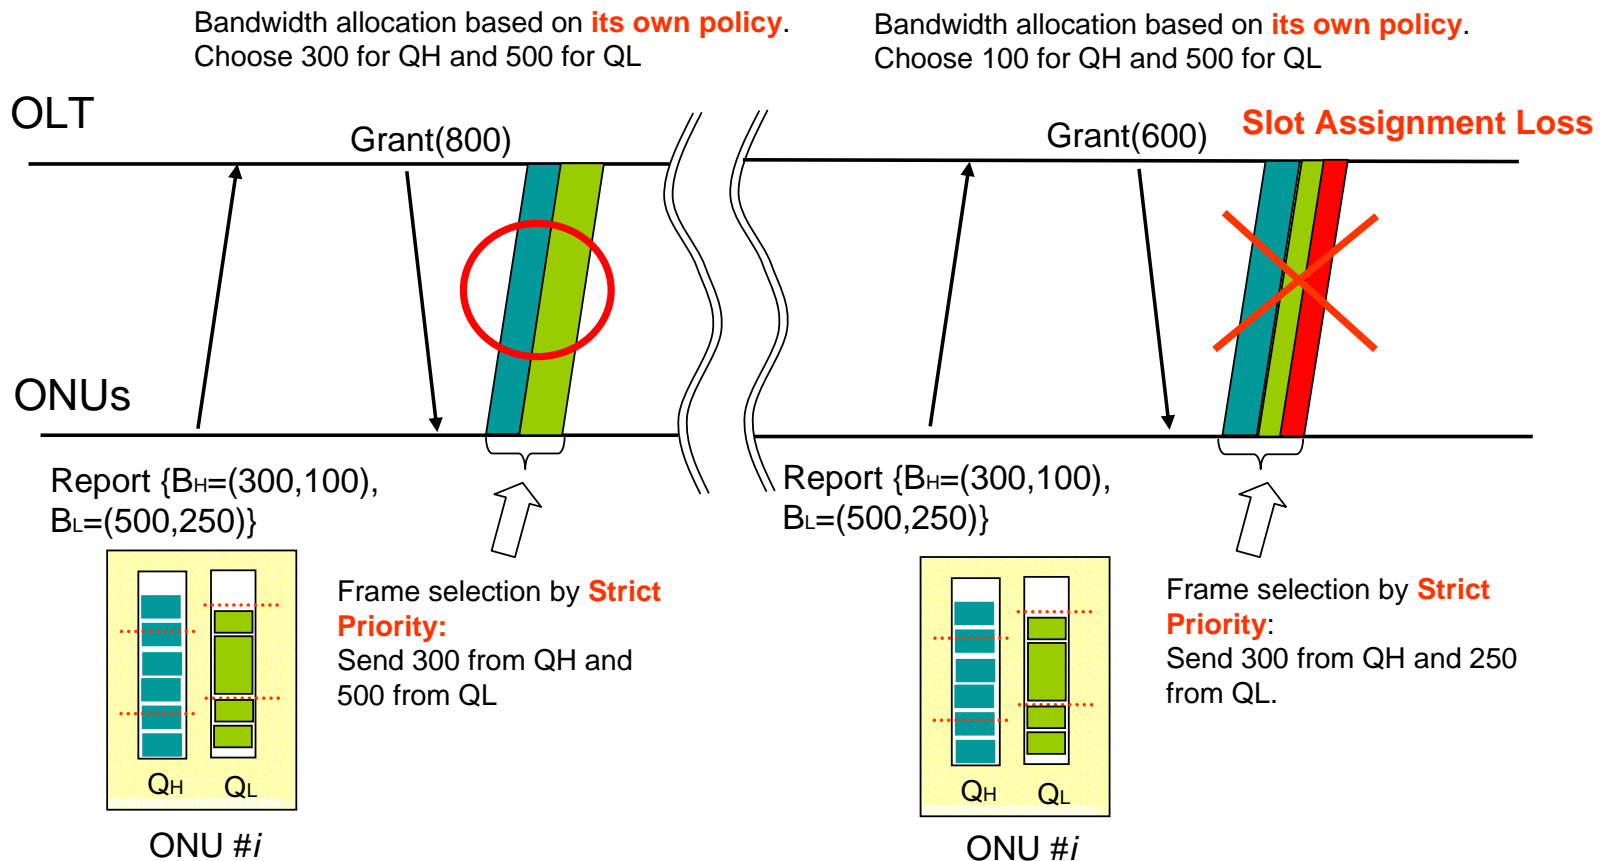 Bandwidth allocation based on its own policy.
Choose 300 for QH and 500 for QL
Bandwidth allocation based on its own policy.
Choose 100 for QH and 500 for QL
OLT
Grant(800)
Grant(600)
Slot Assignment Loss
ONUs
Report {BH=(300,100),
BL=(500,250)}
Report {BH=(300,100),
BL=(500,250)}
Frame selection by Strict
Priority:
Send 300 from QH and
500 from QL
Frame selection by Strict
Priority:
Send 300 from QH and 250
from QL.
QH QL
ONU #i
QH QL
ONU #i